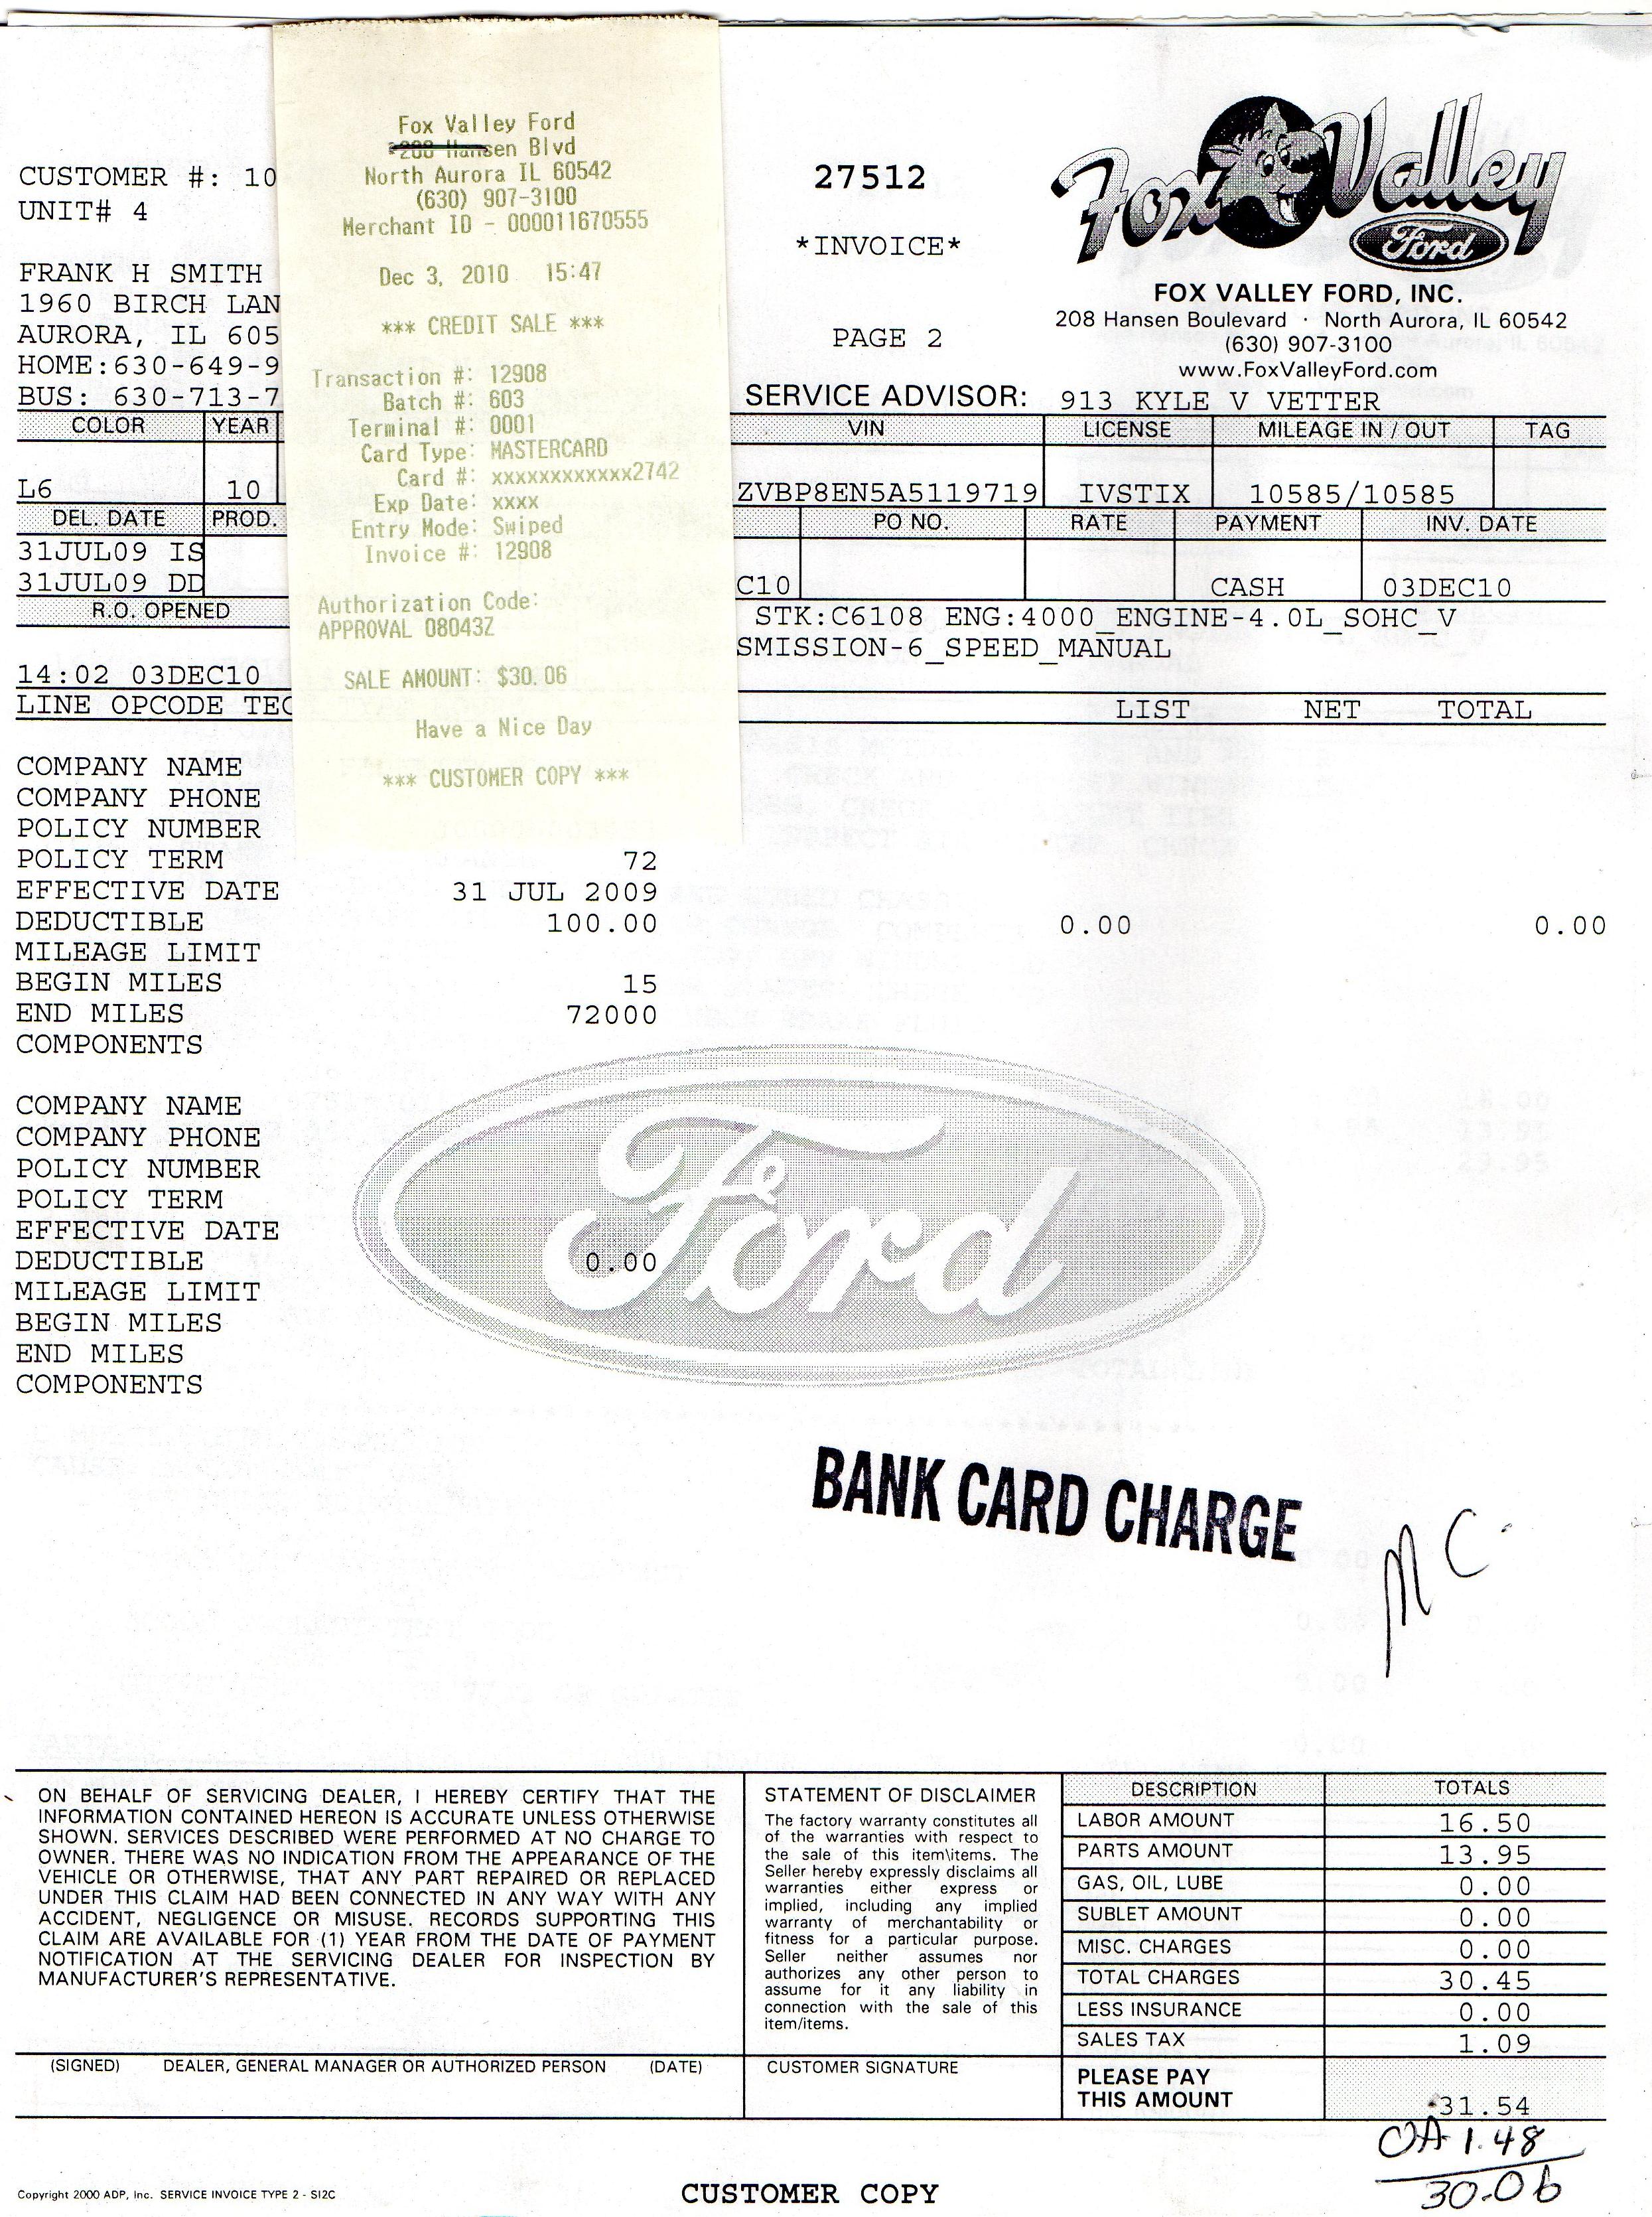 Fox Valley Ford
Hansen Blvd
North Aurora IL 60542
(630) 907-3100
Merchant ID - 000011670555
Dec 3, 2010 15:47
*** CREDIT SALE ***
Transaction #: 12908
Batch #: 603
Terminal #: 0001
Card Type: MASTERCARD
Card #: xxxxxxxxxxxx2742
Exp Date: xxxx
Entry Mode: Swiped
Invoice #: 12908
Authorization Code:
APPROVAL 08043Z
SALE AMOUNT: $30.06
Have a Nice Day
*** CUSTOMER COPY ***
CUSTOMER #: 10
UNIT# 4
FRANK H SMITH
1960 BIRCH LAN
AURORA, IL 605
HOME:630-649-9
BUS: 630-713-7
27512
*INVOICE*
PAGE 2
Fox Valley
Ford
FOX VALLEY FORD, INC.
208 Hansen Boulevard · North Aurora, IL 60542
(630) 907-3100
www.FoxValleyFord.com
SERVICE ADVISOR: 913 KYLE V VETTER
COLOR YEAR VIN LICENSE MILEAGE IN / OUT TAG
L6 10 ZVBP8EN5A5119719 IVSTIX 10585/10585
DEL. DATE PROD. PO NO. RATE PAYMENT INV. DATE
31JUL09 IS
31JUL09 DD C10 CASH 03DEC10
R.O. OPENED STK:C6108 ENG:4000_ENGINE-4.0L_SOHC_V
SMISSION-6_SPEED_MANUAL
14:02 03DEC10
LINE OPCODE TEC LIST NET TOTAL
COMPANY NAME
COMPANY PHONE
POLICY NUMBER
POLICY TERM 72
EFFECTIVE DATE 31 JUL 2009
DEDUCTIBLE 100.00 0.00 0.00
MILEAGE LIMIT
BEGIN MILES 15
END MILES 72000
COMPONENTS
COMPANY NAME
COMPANY PHONE
POLICY NUMBER
POLICY TERM
EFFECTIVE DATE
DEDUCTIBLE 0.00
MILEAGE LIMIT
BEGIN MILES
END MILES
COMPONENTS
Ford
BANK CARD CHARGE
MC
ON BEHALF OF SERVICING DEALER, I HEREBY CERTIFY THAT THE
INFORMATION CONTAINED HEREON IS ACCURATE UNLESS OTHERWISE
SHOWN. SERVICES DESCRIBED WERE PERFORMED AT NO CHARGE TO
OWNER. THERE WAS NO INDICATION FROM THE APPEARANCE OF THE
VEHICLE OR OTHERWISE, THAT ANY PART REPAIRED OR REPLACED
UNDER THIS CLAIM HAD BEEN CONNECTED IN ANY WAY WITH ANY
ACCIDENT, NEGLIGENCE OR MISUSE. RECORDS SUPPORTING THIS
CLAIM ARE AVAILABLE FOR (1) YEAR FROM THE DATE OF PAYMENT
NOTIFICATION AT THE SERVICING DEALER FOR INSPECTION BY
MANUFACTURER'S REPRESENTATIVE.
(SIGNED) DEALER, GENERAL MANAGER OR AUTHORIZED PERSON (DATE)
STATEMENT OF DISCLAIMER
The factory warranty constitutes all
of the warranties with respect to
the sale of this item\items. The
Seller hereby expressly disclaims all
warranties either express or
implied, including any implied
warranty of merchantability or
fitness for a particular purpose.
Seller neither assumes nor
authorizes any other person to
assume for it any liability in
connection with the sale of this
item/items.
CUSTOMER SIGNATURE
DESCRIPTION TOTALS
LABOR AMOUNT 16.50
PARTS AMOUNT 13.95
GAS, OIL, LUBE 0.00
SUBLET AMOUNT 0.00
MISC. CHARGES 0.00
TOTAL CHARGES 30.45
LESS INSURANCE 0.00
SALES TAX 1.09
PLEASE PAY
THIS AMOUNT 31.54
OA 1.48
30.06
Copyright 2000 ADP, Inc. SERVICE INVOICE TYPE 2 - SI2C
CUSTOMER COPY